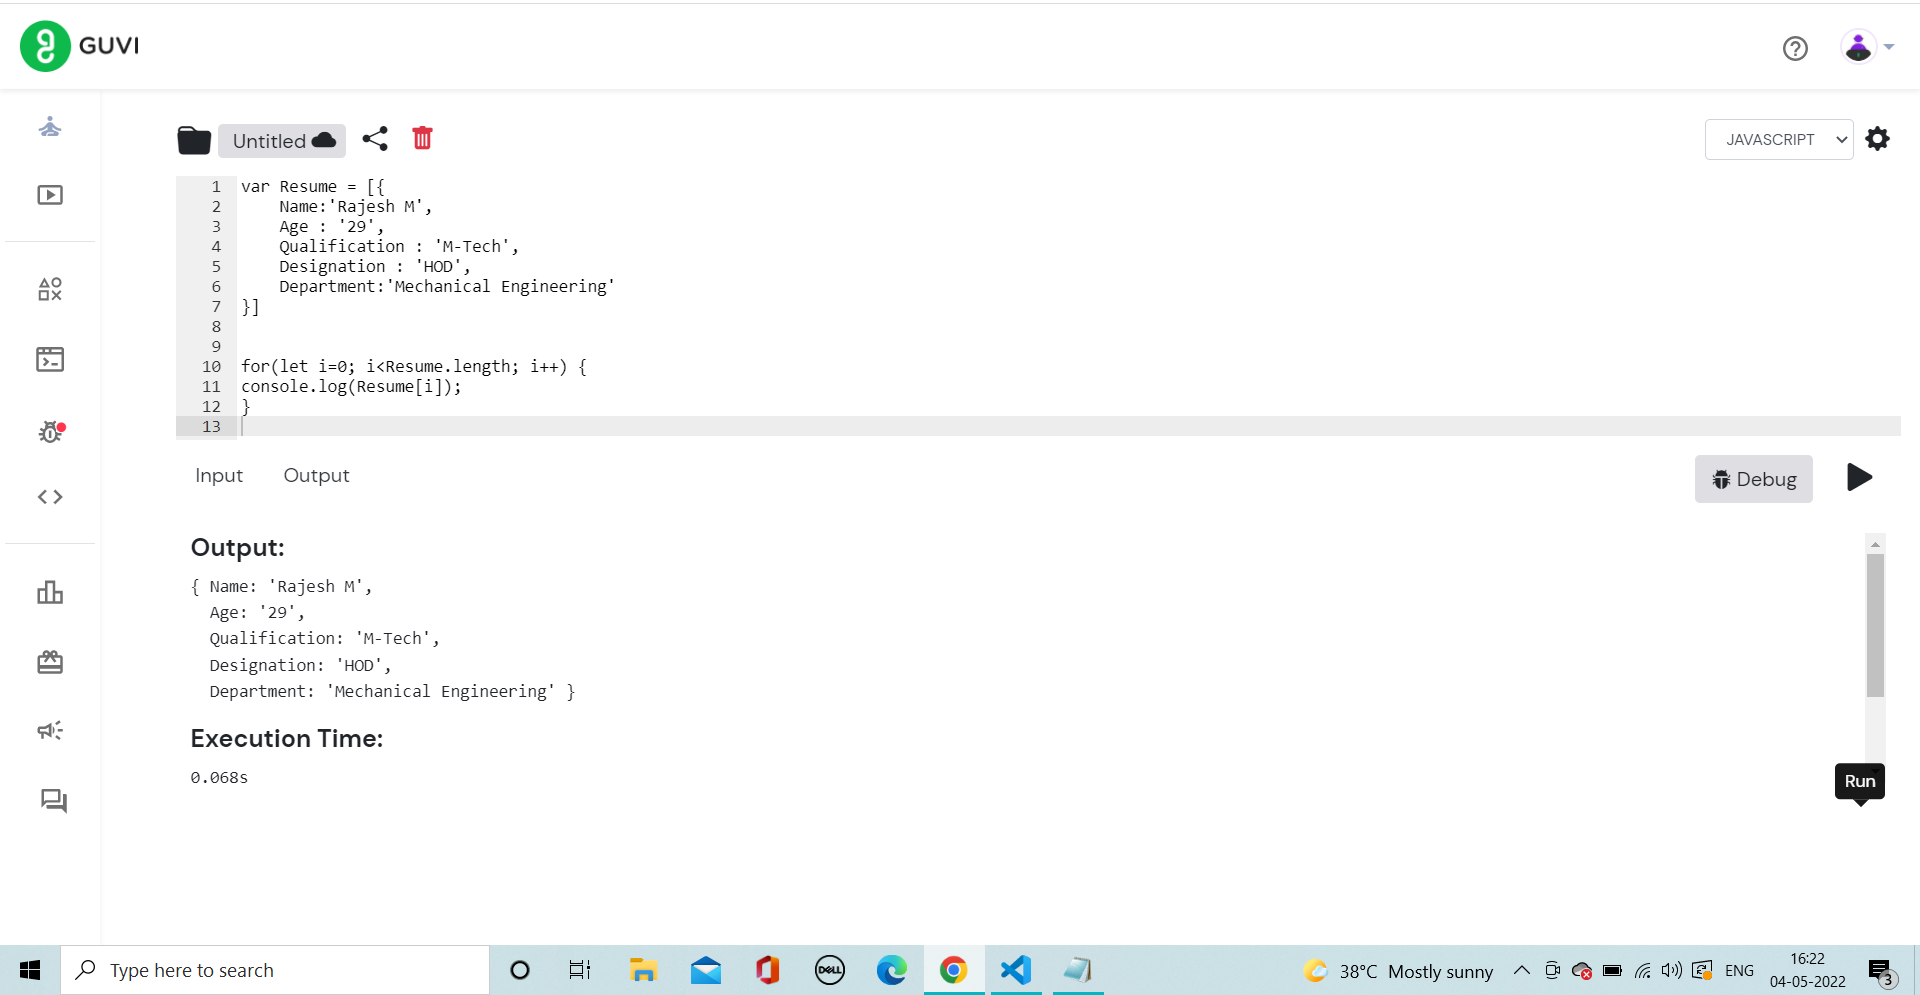 GUVI
Untitled
JAVASCRIPT
1 var Resume = [{
2     Name:'Rajesh M',
3     Age : '29',
4     Qualification : 'M-Tech',
5     Designation : 'HOD',
6     Department:'Mechanical Engineering'
7 }]
8
9
10 for(let i=0; i<Resume.length; i++) {
11 console.log(Resume[i]);
12 }
13
Input Output
Debug
Output:
{ Name: 'Rajesh M',
  Age: '29',
  Qualification: 'M-Tech',
  Designation: 'HOD',
  Department: 'Mechanical Engineering' }
Execution Time:
0.068s
Run
Type here to search
DELL
38°C Mostly sunny
ENG
16:22
04-05-2022
3